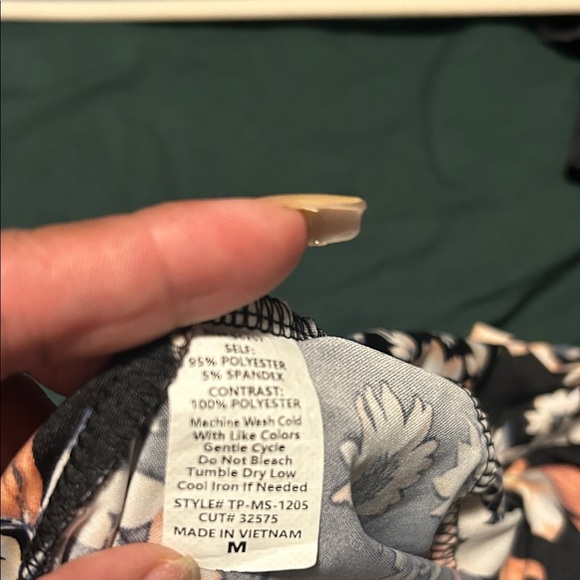 SELF:
95% POLYESTER
5% SPANDEX
CONTRAST:
100% POLYESTER
Machine Wash Cold
With Like Colors
Gentle Cycle
Do Not Bleach
Tumble Dry Low
Cool Iron If Needed
STYLE# TP-MS-1205
CUT# 32575
MADE IN VIETNAM
M